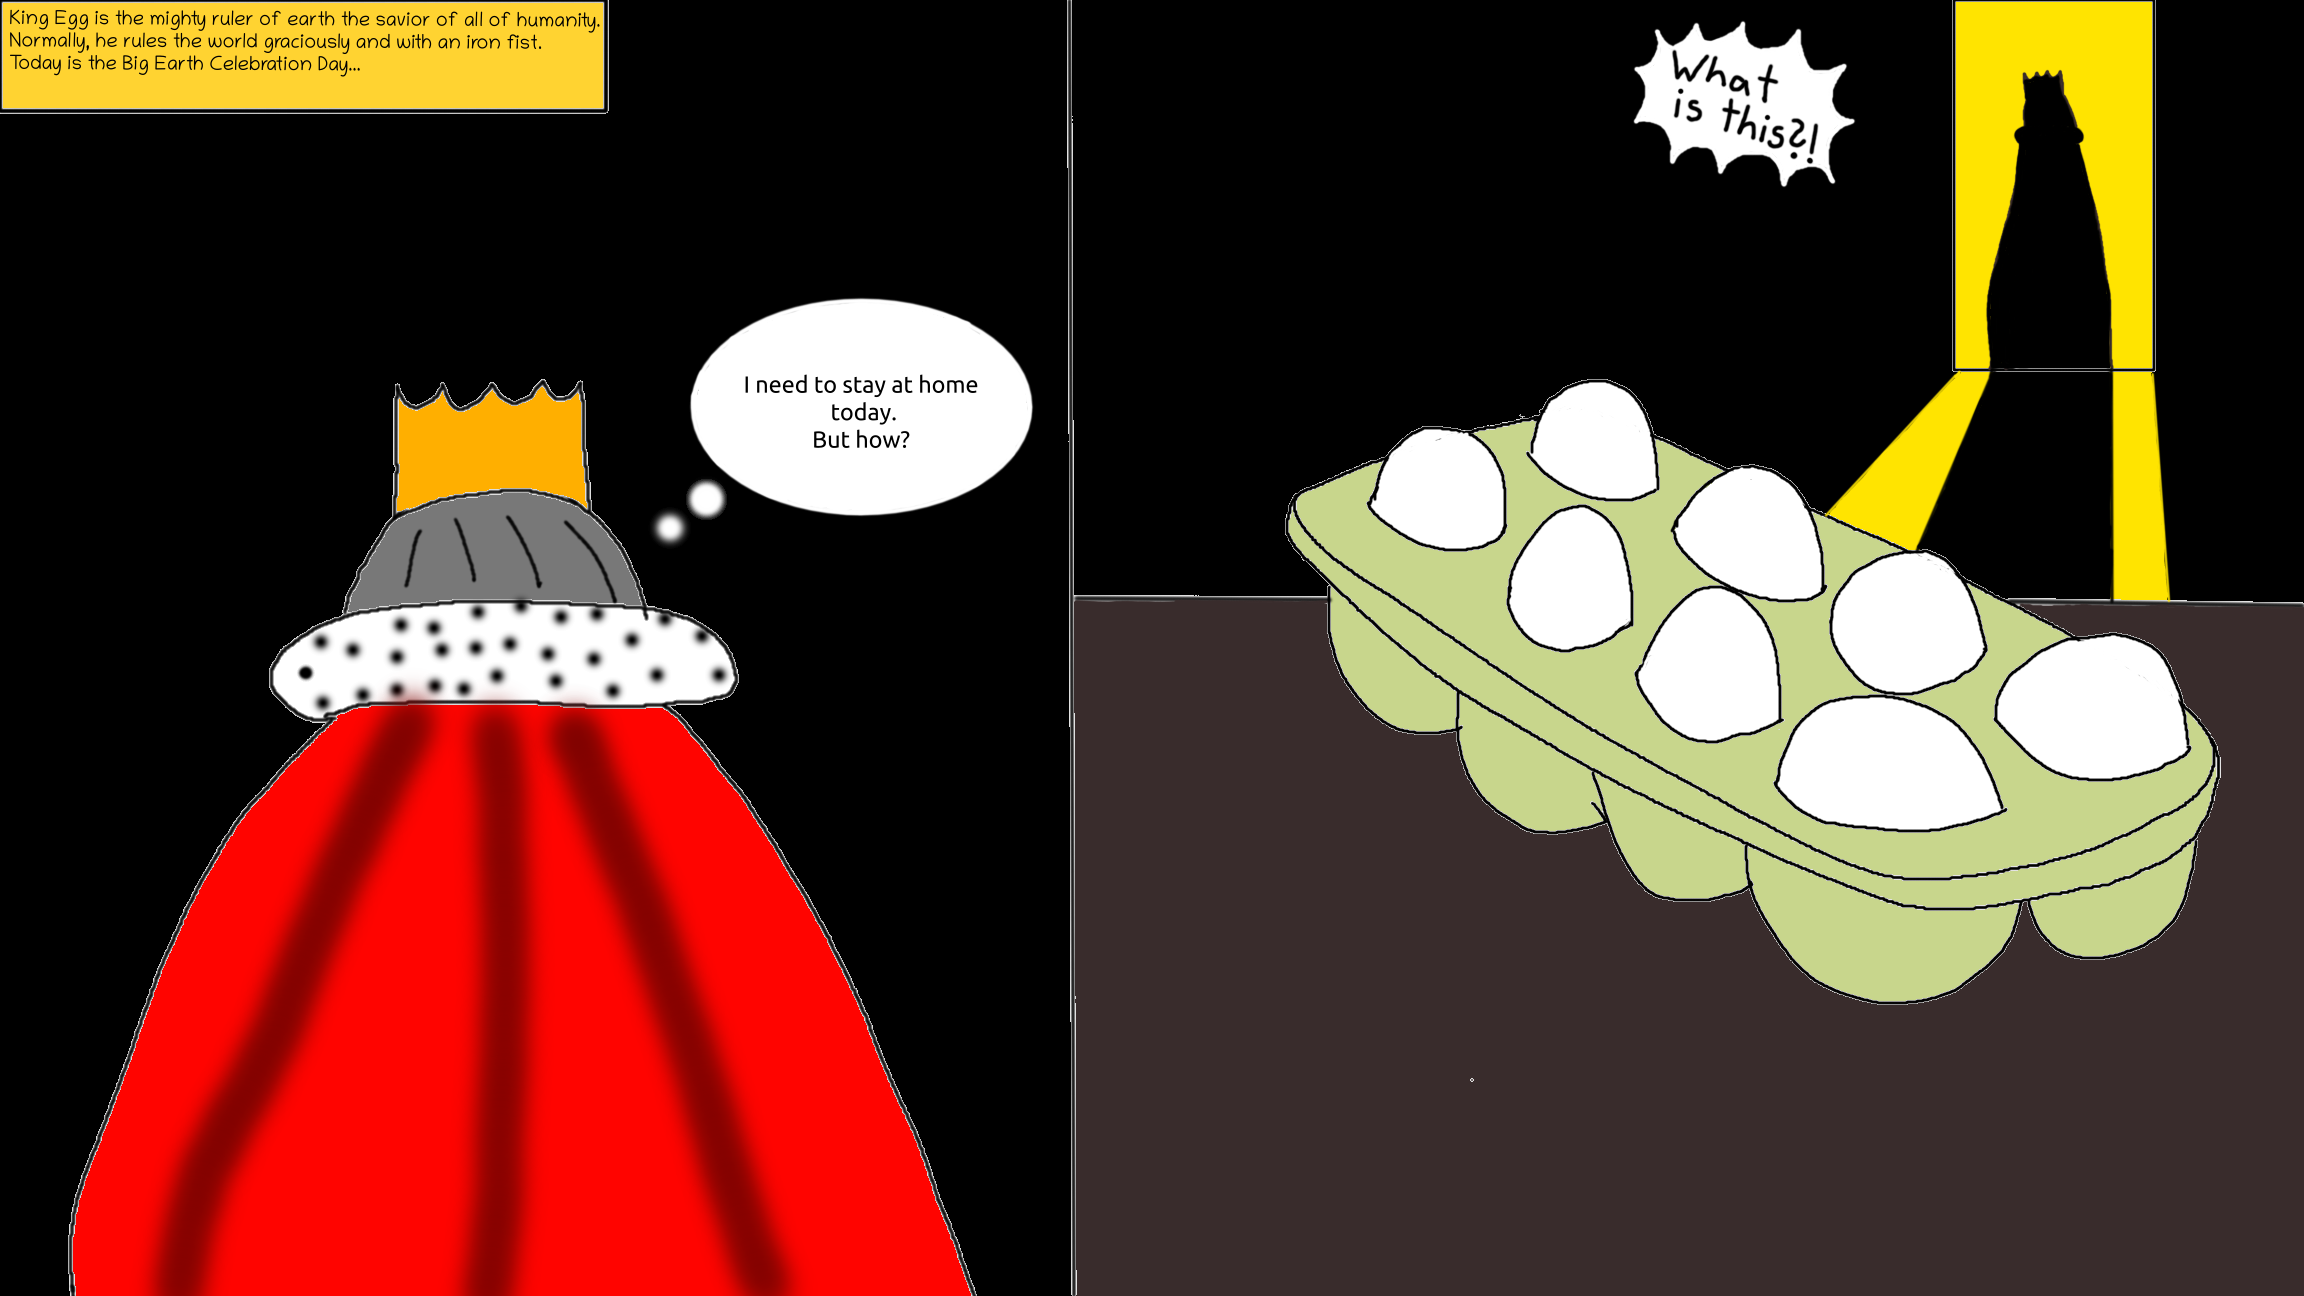 King Egg is the mighty ruler of earth the savior of all of humanity.
Normally, he rules the world graciously and with an iron fist.
Today is the Big Earth Celebration Day...
I need to stay at home
today.
But how?
What
is this?!